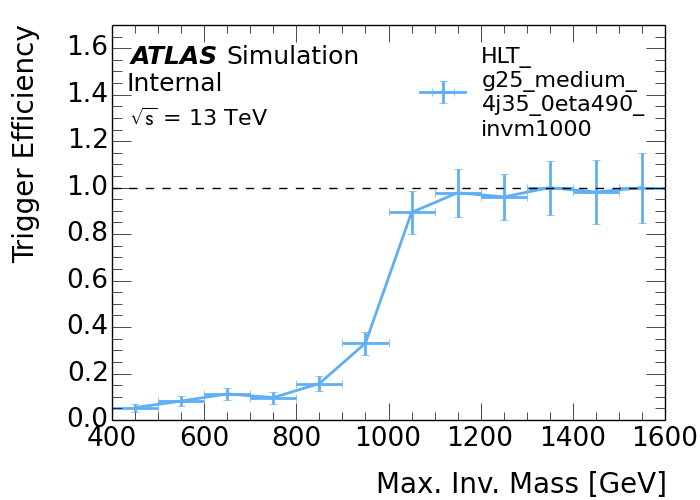 ATLAS Simulation
Internal
√s = 13 TeV
HLT_
g25_medium_
4j35_0eta490_
invm1000
Trigger Efficiency
1.6
1.4
1.2
1.0
0.8
0.6
0.4
0.2
0.0
400 600 800 1000 1200 1400 1600
Max. Inv. Mass [GeV]